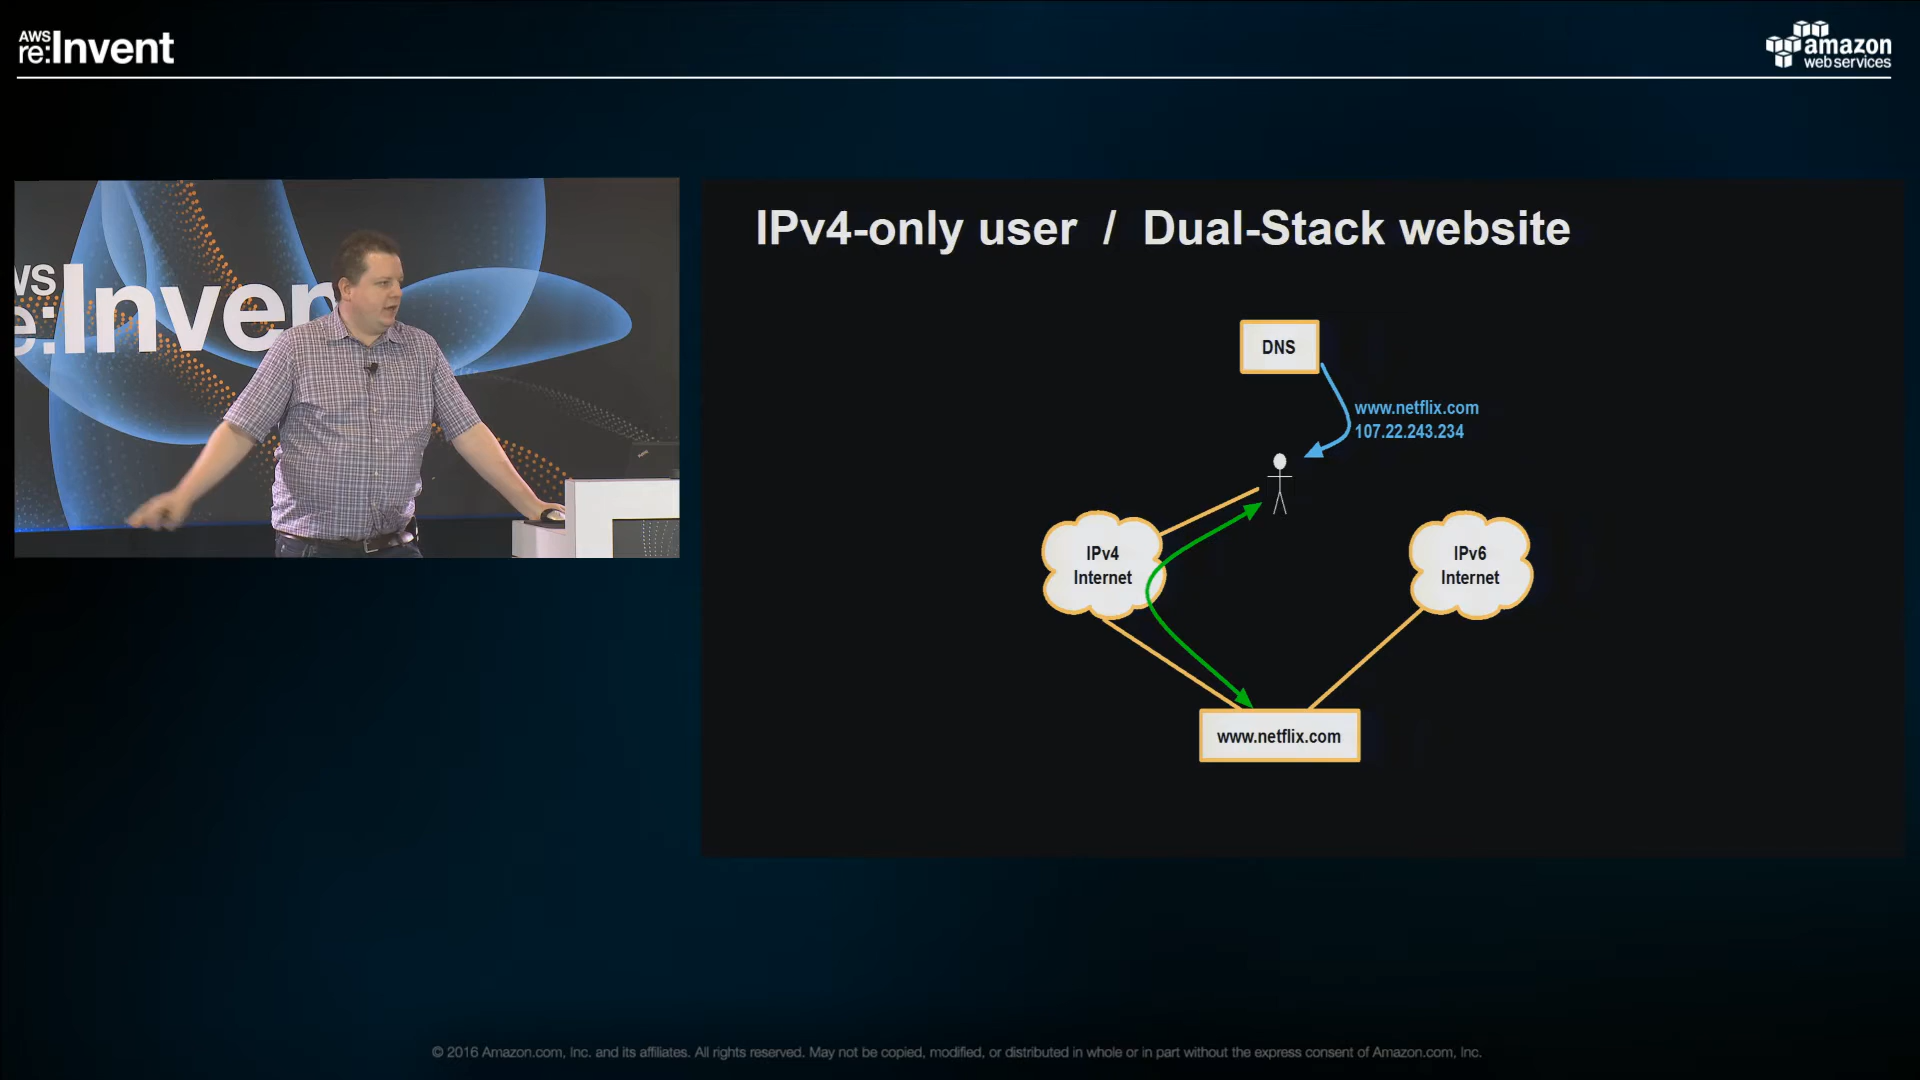 AWS
re:Invent
amazon
web services
WS
e:Inven
IPv4-only user / Dual-Stack website
DNS
www.netflix.com
107.22.243.234
IPv4
Internet
IPv6
Internet
www.netflix.com
© 2016 Amazon.com, Inc. and its affiliates. All rights reserved. May not be copied, modified, or distributed in whole or in part without the express consent of Amazon.com, Inc.